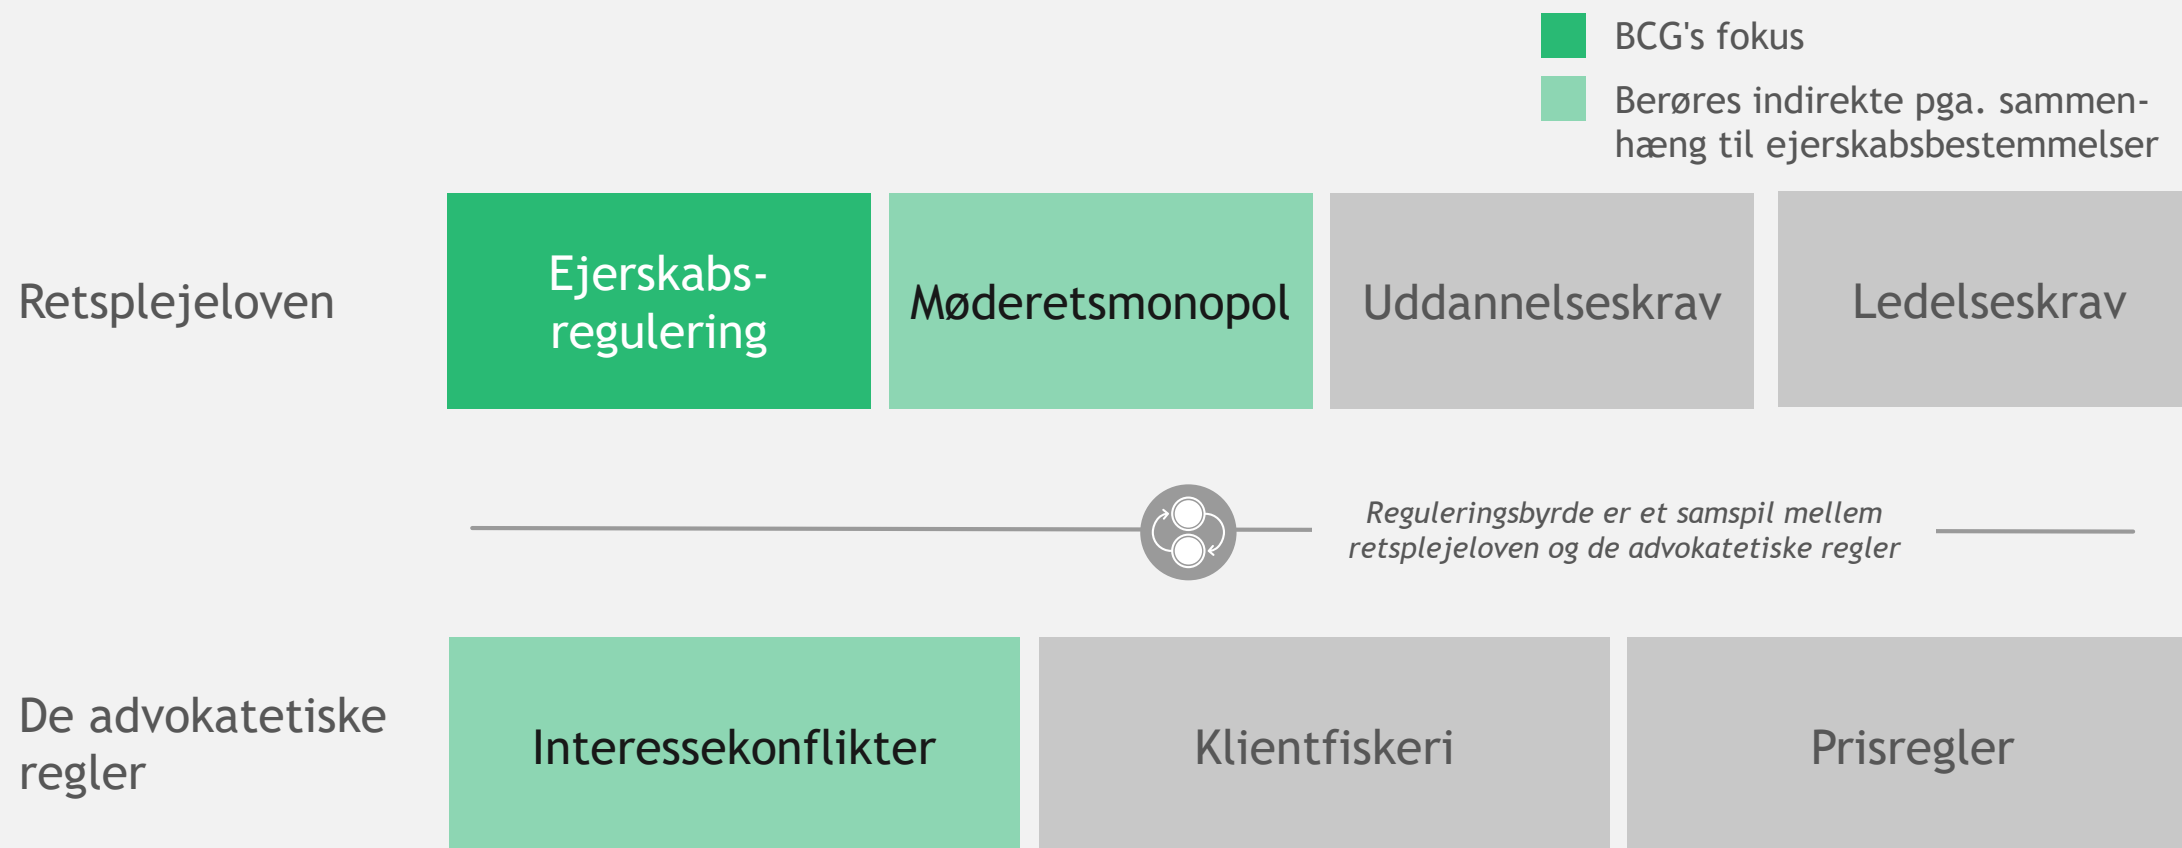 BCG's fokus
Berøres indirekte pga. sammen-
hæng til ejerskabsbestemmelser
Retsplejeloven
Ejerskabs-
regulering
Møderetsmonopol
Uddannelseskrav
Ledelseskrav
Reguleringsbyrde er et samspil mellem
retsplejeloven og de advokatetiske regler
De advokatetiske
regler
Interessekonflikter
Klientfiskeri
Prisregler